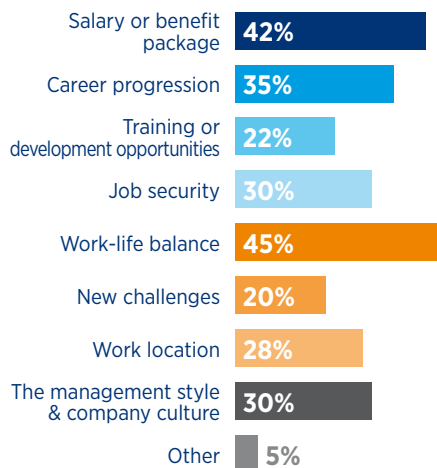 Salary or benefit
package
42%
Career progression
35%
Training or
development opportunities
22%
Job security
30%
Work-life balance
45%
New challenges
20%
Work location
28%
The management style
& company culture
30%
Other
5%